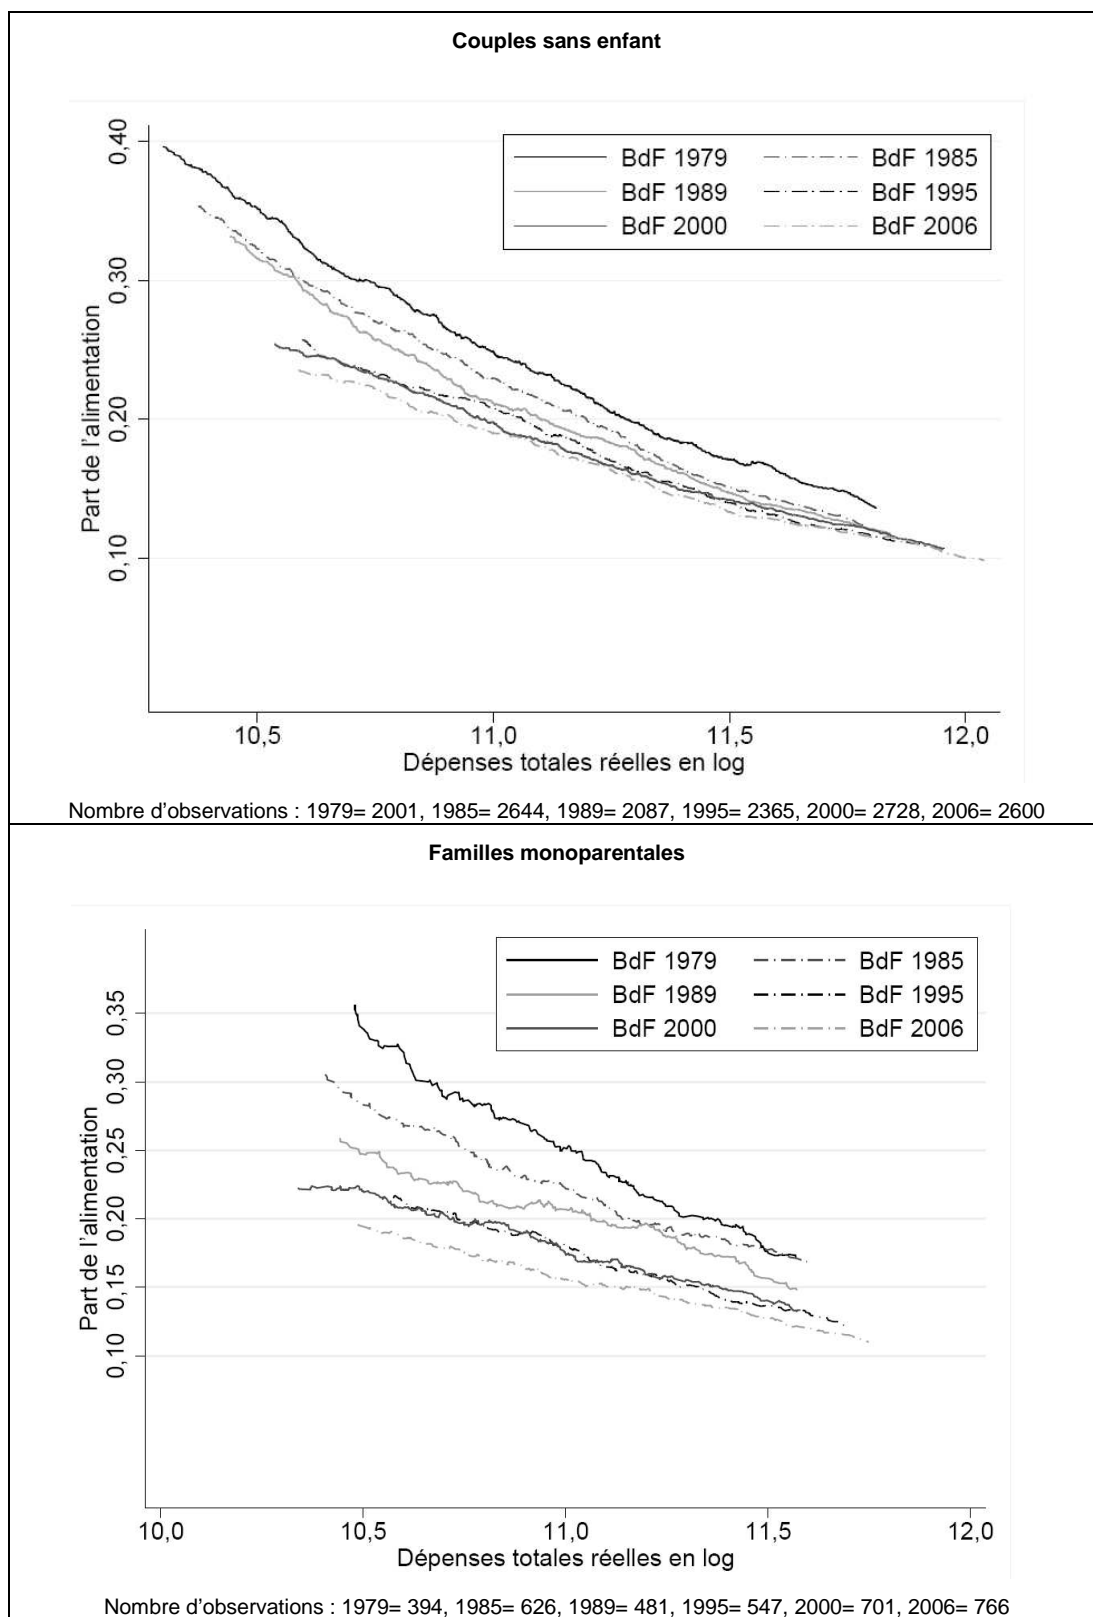 Couples sans enfant
BdF 1979
BdF 1985
BdF 1989
BdF 1995
BdF 2000
BdF 2006
Part de l'alimentation
0,40
0,30
0,20
0,10
10,5
11,0
11,5
12,0
Dépenses totales réelles en log
Nombre d'observations : 1979= 2001, 1985= 2644, 1989= 2087, 1995= 2365, 2000= 2728, 2006= 2600
Familles monoparentales
BdF 1979
BdF 1985
BdF 1989
BdF 1995
BdF 2000
BdF 2006
Part de l'alimentation
0,35
0,30
0,25
0,20
0,15
0,10
10,0
10,5
11,0
11,5
12,0
Dépenses totales réelles en log
Nombre d'observations : 1979= 394, 1985= 626, 1989= 481, 1995= 547, 2000= 701, 2006= 766